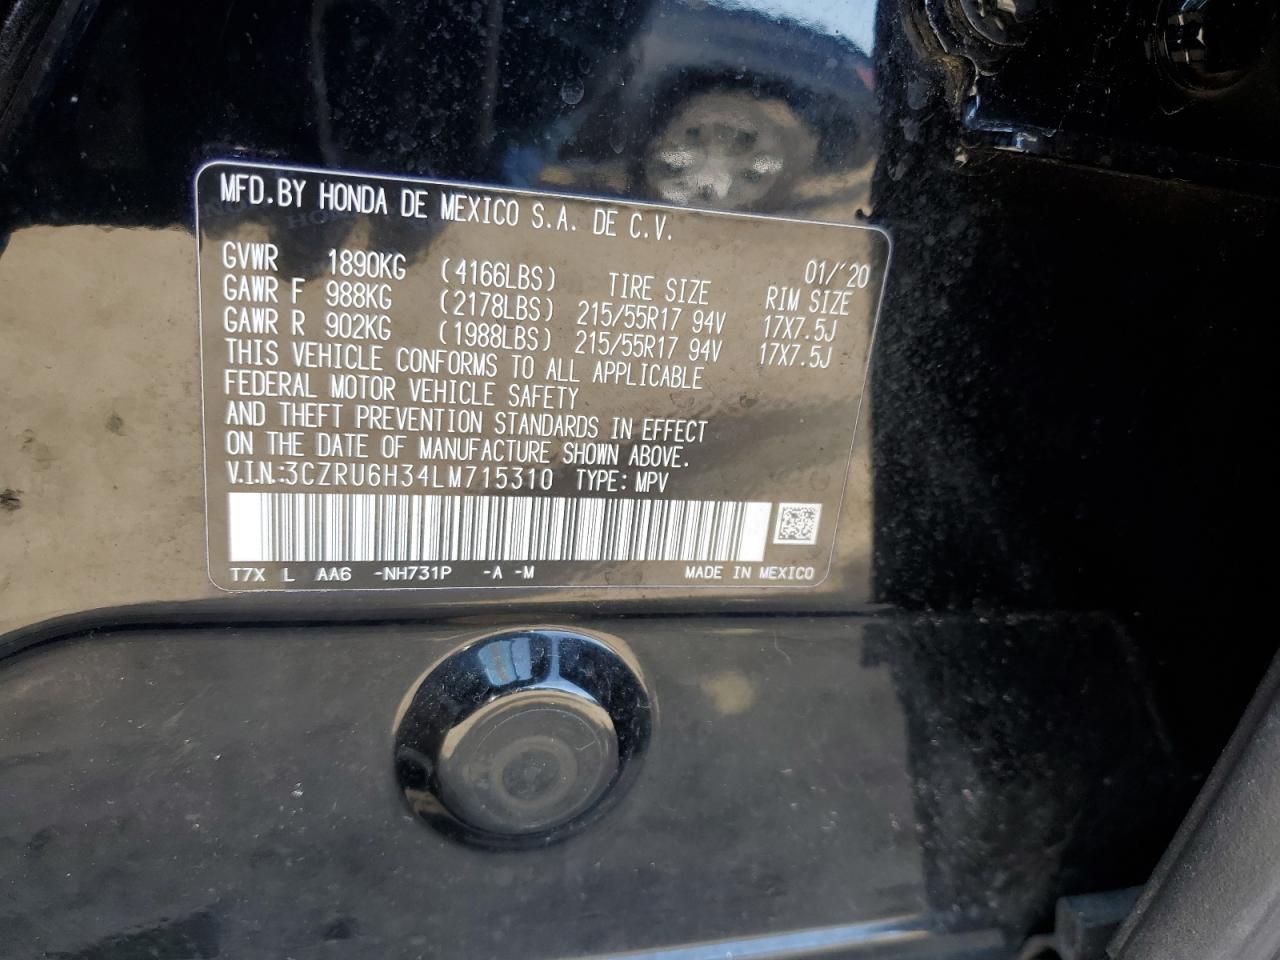 MFD.BY HONDA DE MEXICO S.A. DE C.V.
01/'20
GVWR 1890KG (4166LBS) TIRE SIZE RIM SIZE
GAWR F 988KG (2178LBS) 215/55R17 94V 17X7.5J
GAWR R 902KG (1988LBS) 215/55R17 94V 17X7.5J
THIS VEHICLE CONFORMS TO ALL APPLICABLE
FEDERAL MOTOR VEHICLE SAFETY
AND THEFT PREVENTION STANDARDS IN EFFECT
ON THE DATE OF MANUFACTURE SHOWN ABOVE.
V.I.N.:3CZRU6H34LM715310 TYPE: MPV
T7X L AA6 -NH731P -A -M MADE IN MEXICO